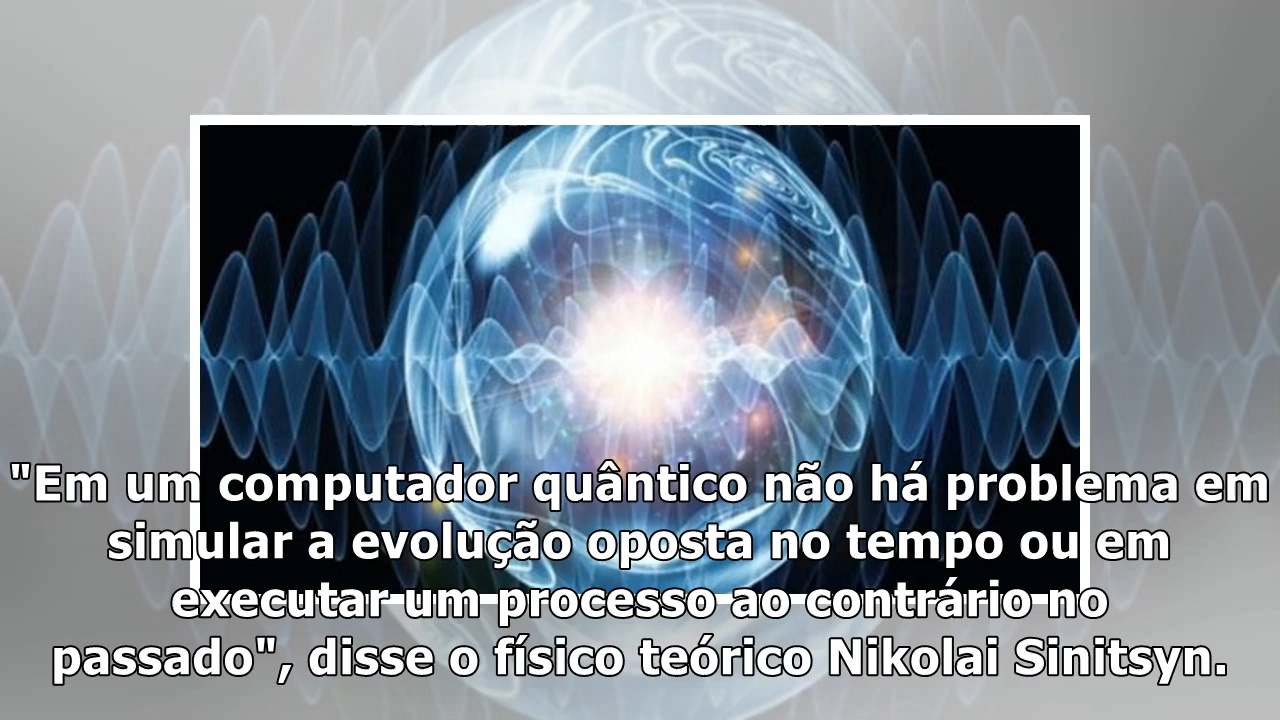 "Em um computador quântico não há problema em
simular a evolução oposta no tempo ou em
executar um processo ao contrário no
passado", disse o físico teórico Nikolai Sinitsyn.